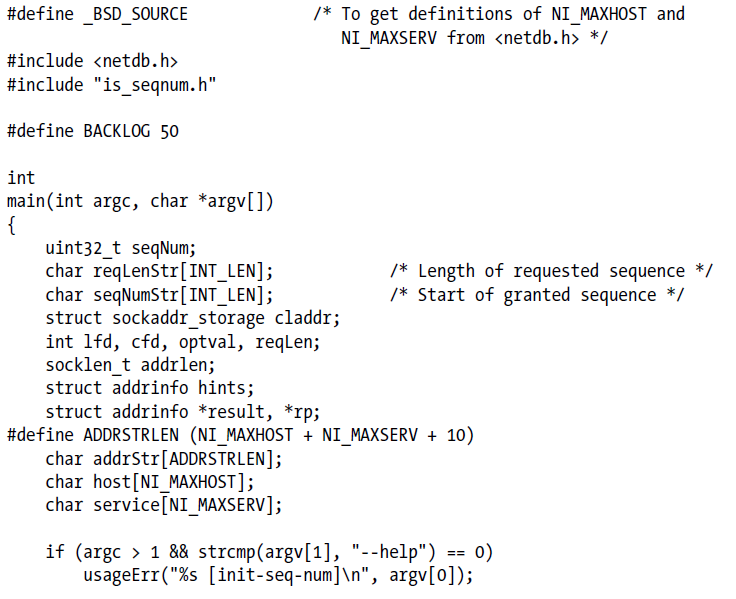 #define _BSD_SOURCE             /* To get definitions of NI_MAXHOST and
                                   NI_MAXSERV from <netdb.h> */
#include <netdb.h>
#include "is_seqnum.h"

#define BACKLOG 50

int
main(int argc, char *argv[])
{
    uint32_t seqNum;
    char reqLenStr[INT_LEN];            /* Length of requested sequence */
    char seqNumStr[INT_LEN];            /* Start of granted sequence */
    struct sockaddr_storage claddr;
    int lfd, cfd, optval, reqLen;
    socklen_t addrlen;
    struct addrinfo hints;
    struct addrinfo *result, *rp;
#define ADDRSTRLEN (NI_MAXHOST + NI_MAXSERV + 10)
    char addrStr[ADDRSTRLEN];
    char host[NI_MAXHOST];
    char service[NI_MAXSERV];

    if (argc > 1 && strcmp(argv[1], "--help") == 0)
        usageErr("%s [init-seq-num]\n", argv[0]);